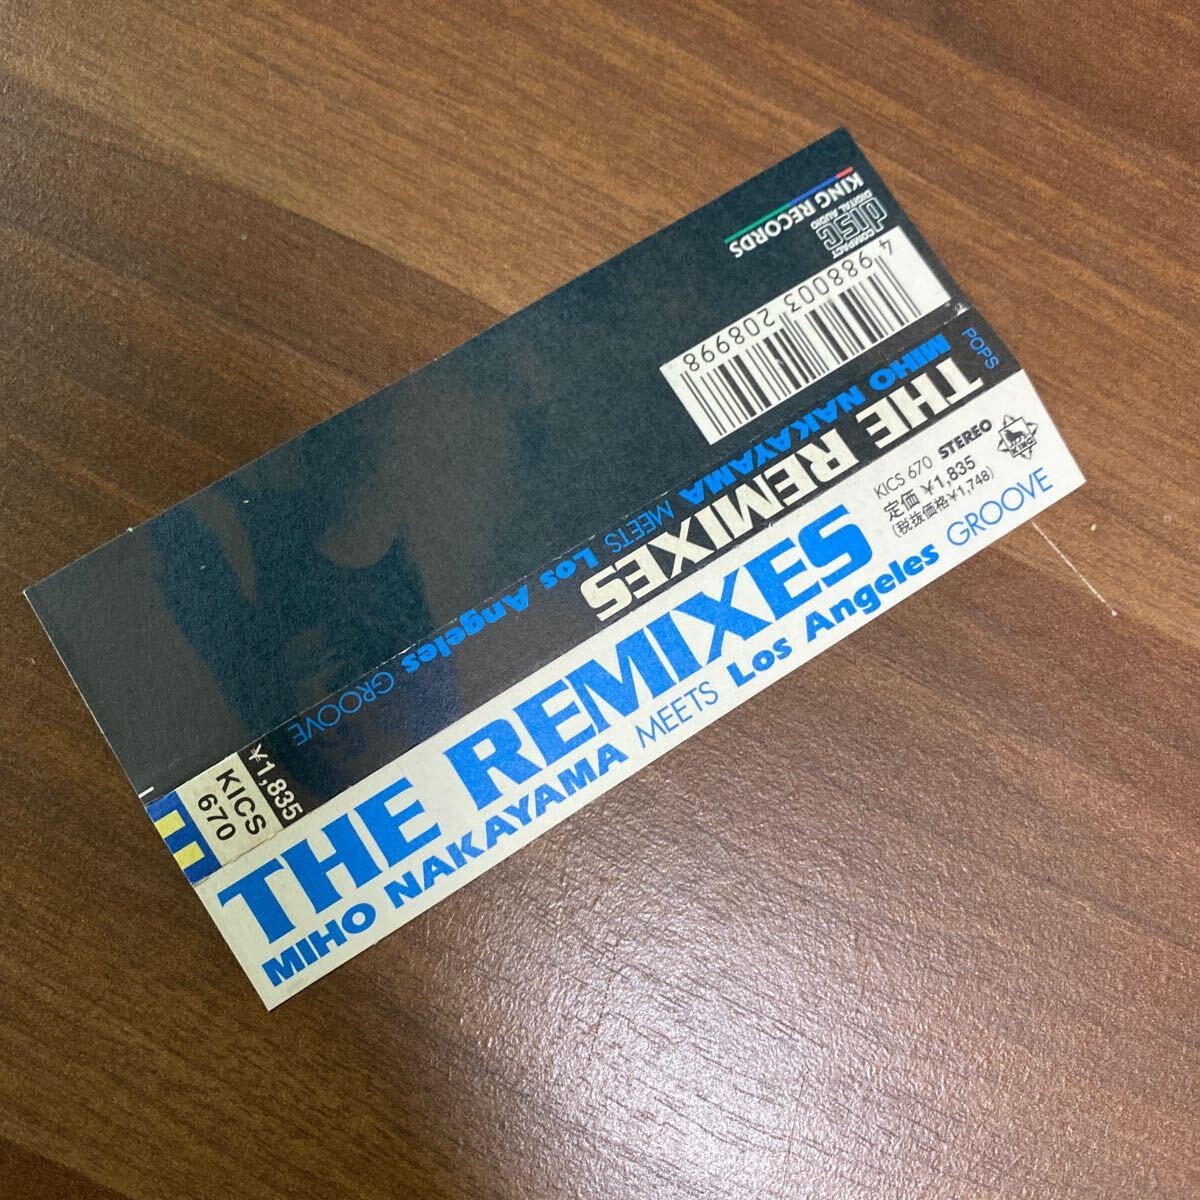 THE REMIXES
MIHO NAKAYAMA MEETS Los Angeles GROOVE
KICS 670 STEREO
定価 ¥1,835
(税抜価格¥1,748)
KING
POPS
THE REMIXES
MIHO NAKAYAMA MEETS Los Angeles GROOVE
¥1,835
KICS
670
KING RECORDS
COMPACT
disc
DIGITAL AUDIO
4 988003 208998